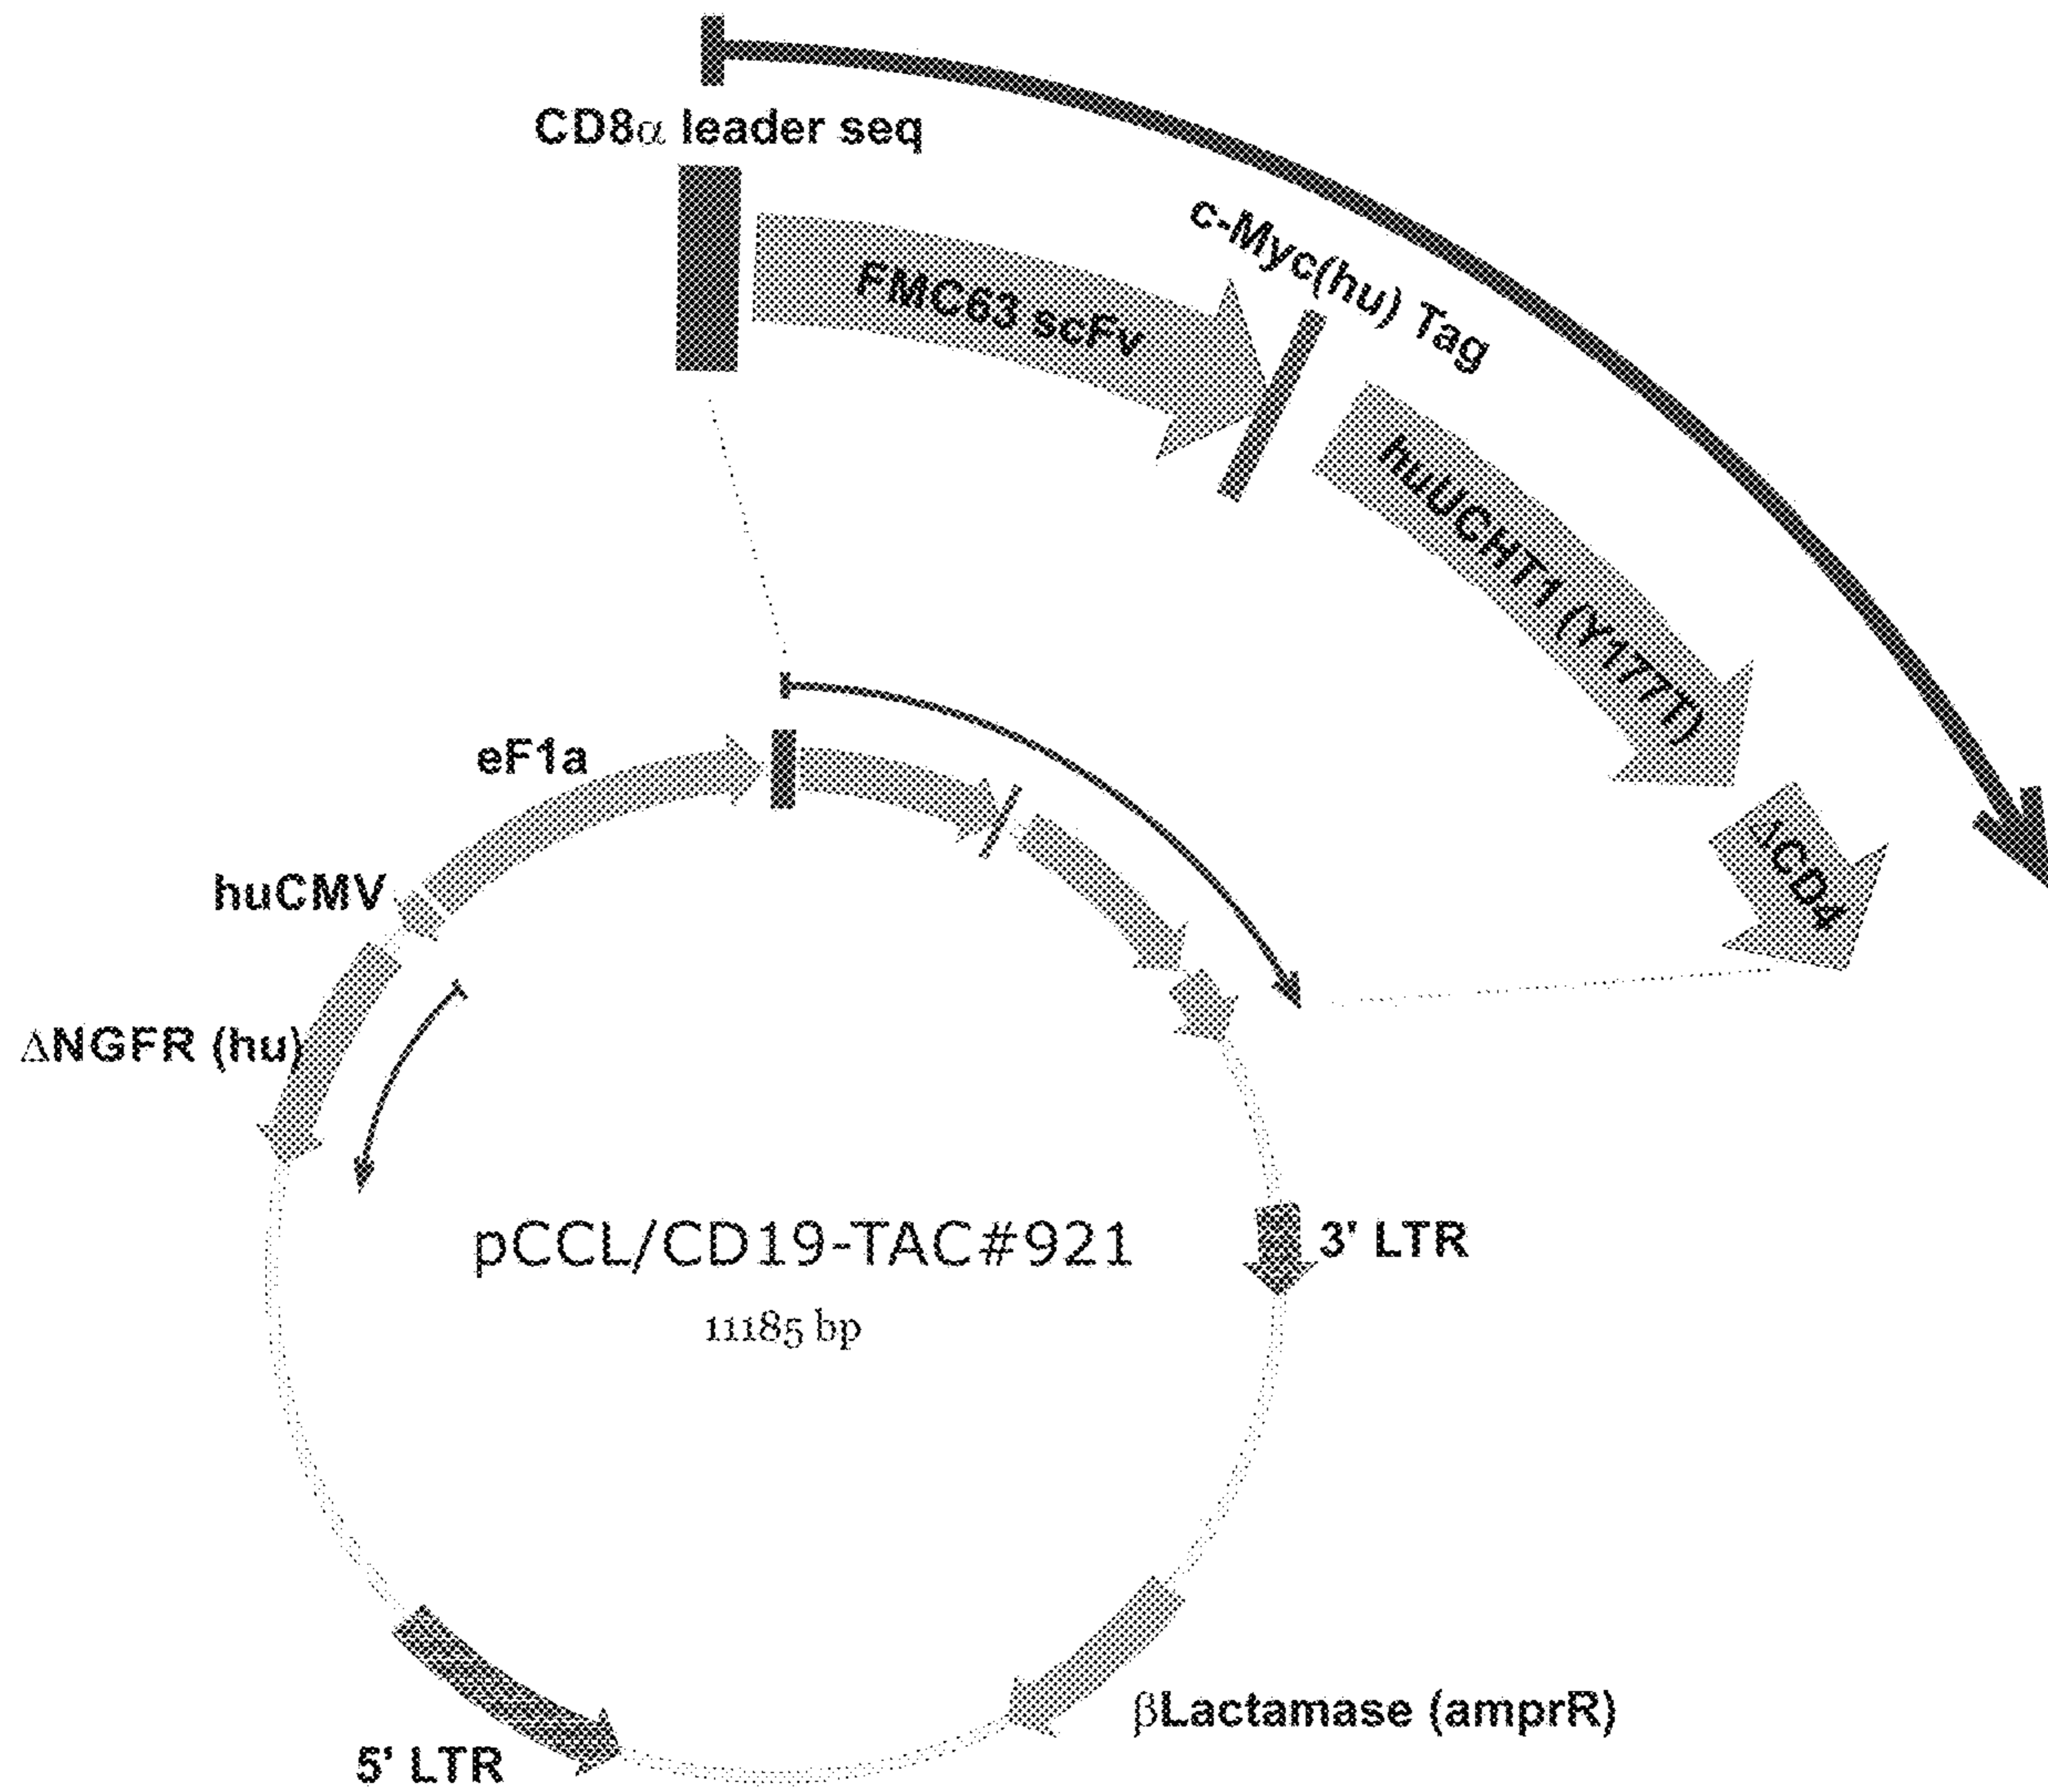 CD8α leader seq
c-Myc(hu) Tag
FMC63 scFv
huUCHT1 (Y177T)
ΔCD4
eF1a
huCMV
ΔNGFR (hu)
pCCL/CD19-TAC#921
11185 bp
3' LTR
βLactamase (amprR)
5' LTR